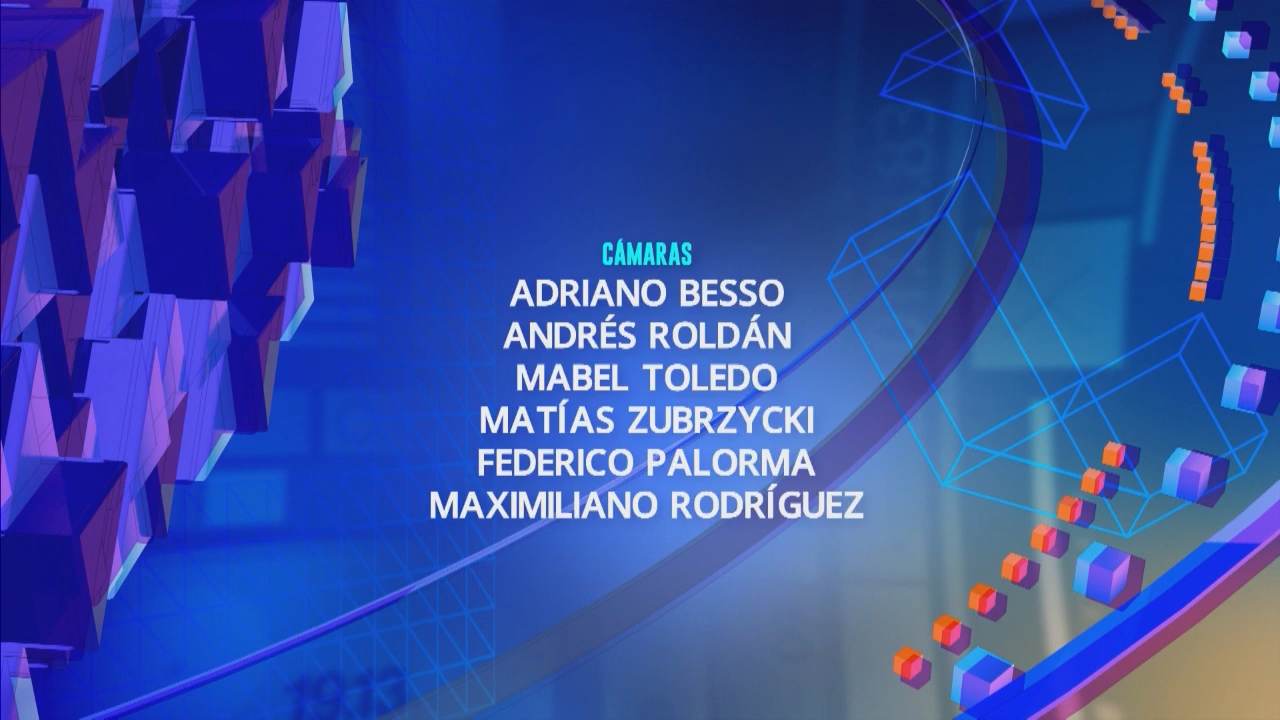 CÁMARAS
ADRIANO BESSO
ANDRÉS ROLDÁN
MABEL TOLEDO
MATÍAS ZUBRZYCKI
FEDERICO PALORMA
MAXIMILIANO RODRÍGUEZ